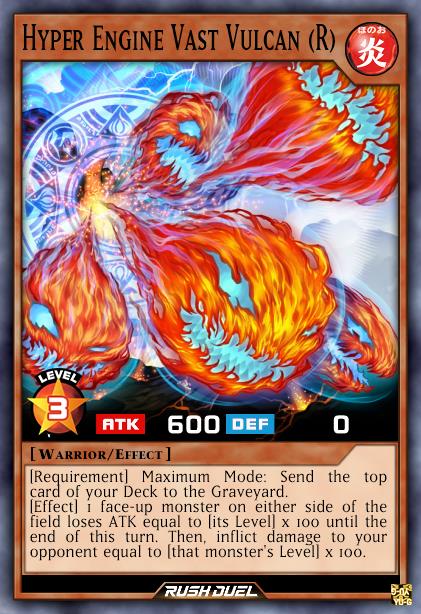 HYPER ENGINE VAST VULCAN (R)
ほのお
炎
LEVEL
3
ATK 600 DEF 0
[WARRIOR/EFFECT]
[Requirement] Maximum Mode: Send the top
card of your Deck to the Graveyard.
[Effect] 1 face-up monster on either side of the
field loses ATK equal to [its Level] x 100 until the
end of this turn. Then, inflict damage to your
opponent equal to [that monster's Level] x 100.
RUSH DUEL